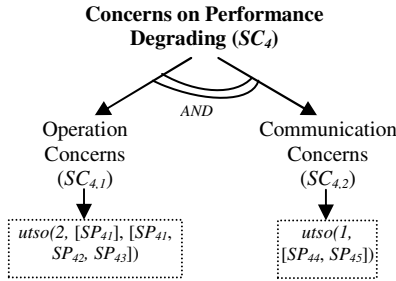 Concerns on Performance
Degrading (SC4)
AND
Operation
Concerns
(SC4,1)
Communication
Concerns
(SC4,2)
utso(2, [SP41], [SP41,
SP42, SP43])
utso(1,
[SP44, SP45])